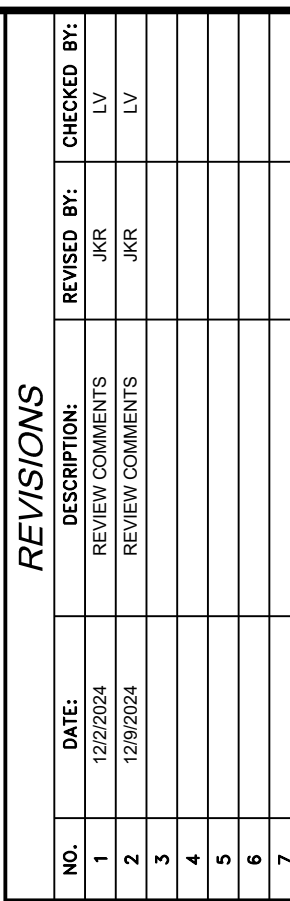 REVISIONS
NO. DATE: DESCRIPTION: REVISED BY: CHECKED BY:
1 12/2/2024 REVIEW COMMENTS JKR LV
2 12/9/2024 REVIEW COMMENTS JKR LV
3
4
5
6
7